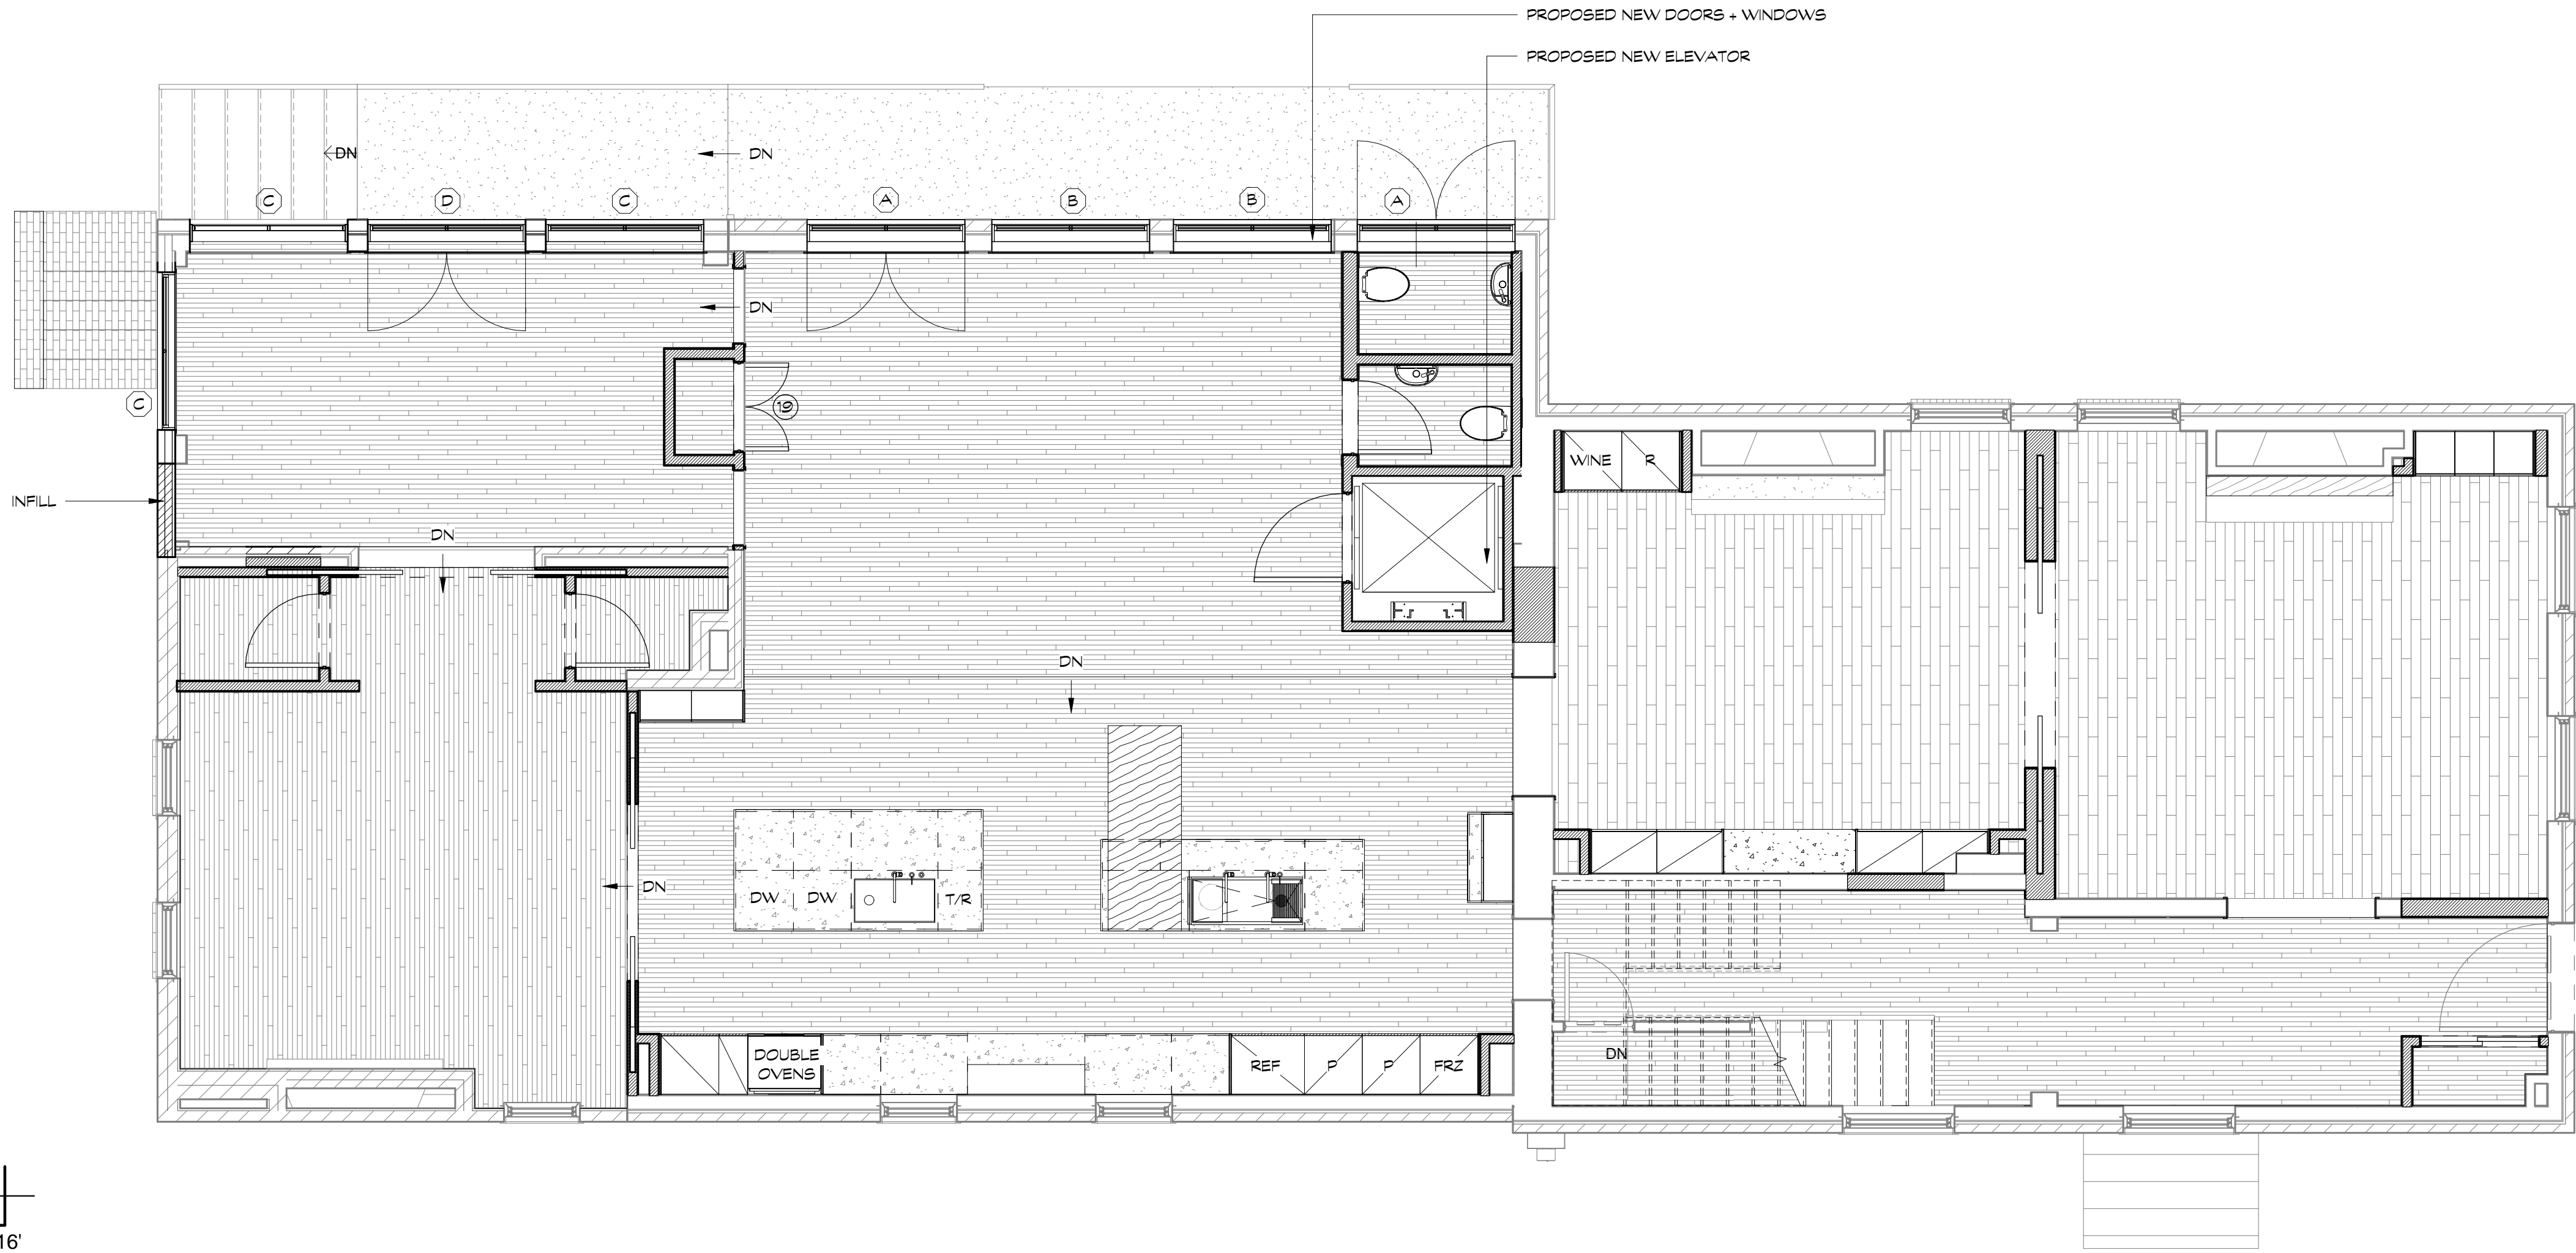 PROPOSED NEW DOORS + WINDOWS
PROPOSED NEW ELEVATOR
DN
DN
C
D
C
A
B
B
A
DN
C
19
WINE
R
INFILL
DN
DN
DN
DW
DW
T/R
DOUBLE
OVENS
REF
P
P
FRZ
DN
16'